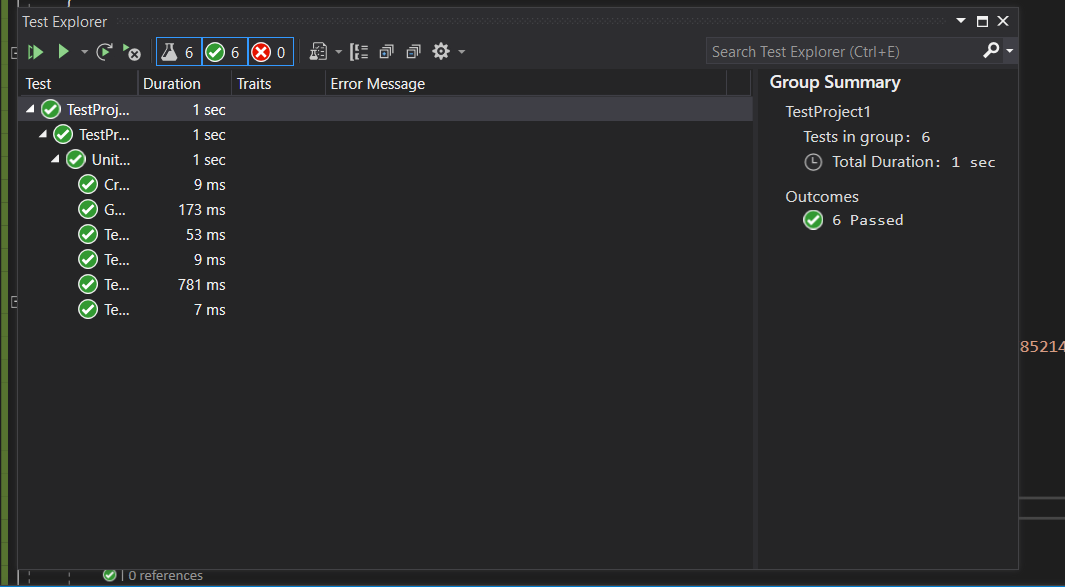 Test Explorer
6 6 0
Search Test Explorer (Ctrl+E)
Test Duration Traits Error Message
TestProj... 1 sec
TestPr... 1 sec
Unit... 1 sec
Cr... 9 ms
G... 173 ms
Te... 53 ms
Te... 9 ms
Te... 781 ms
Te... 7 ms
Group Summary
TestProject1
Tests in group: 6
Total Duration: 1 sec
Outcomes
6 Passed
85214
| 0 references